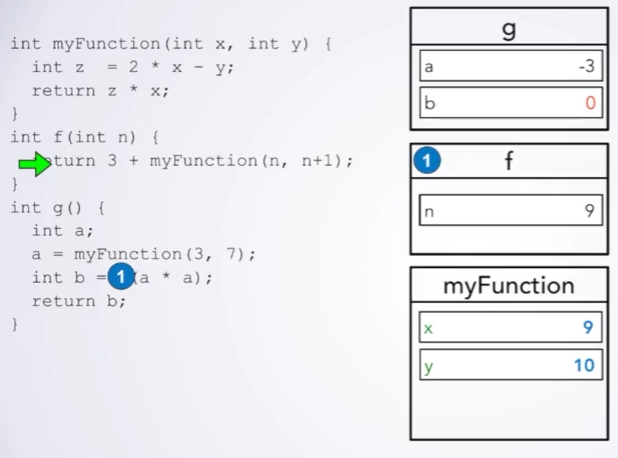 int myFunction(int x, int y) {
int z = 2 * x - y;
return z * x;
}
int f(int n) {
turn 3 + myFunction(n, n+1);
}
int g() {
int a;
a = myFunction(3, 7);
int b = 1 (a * a);
return b;
}
g
a -3
b 0
1 f
n 9
myFunction
x 9
y 10